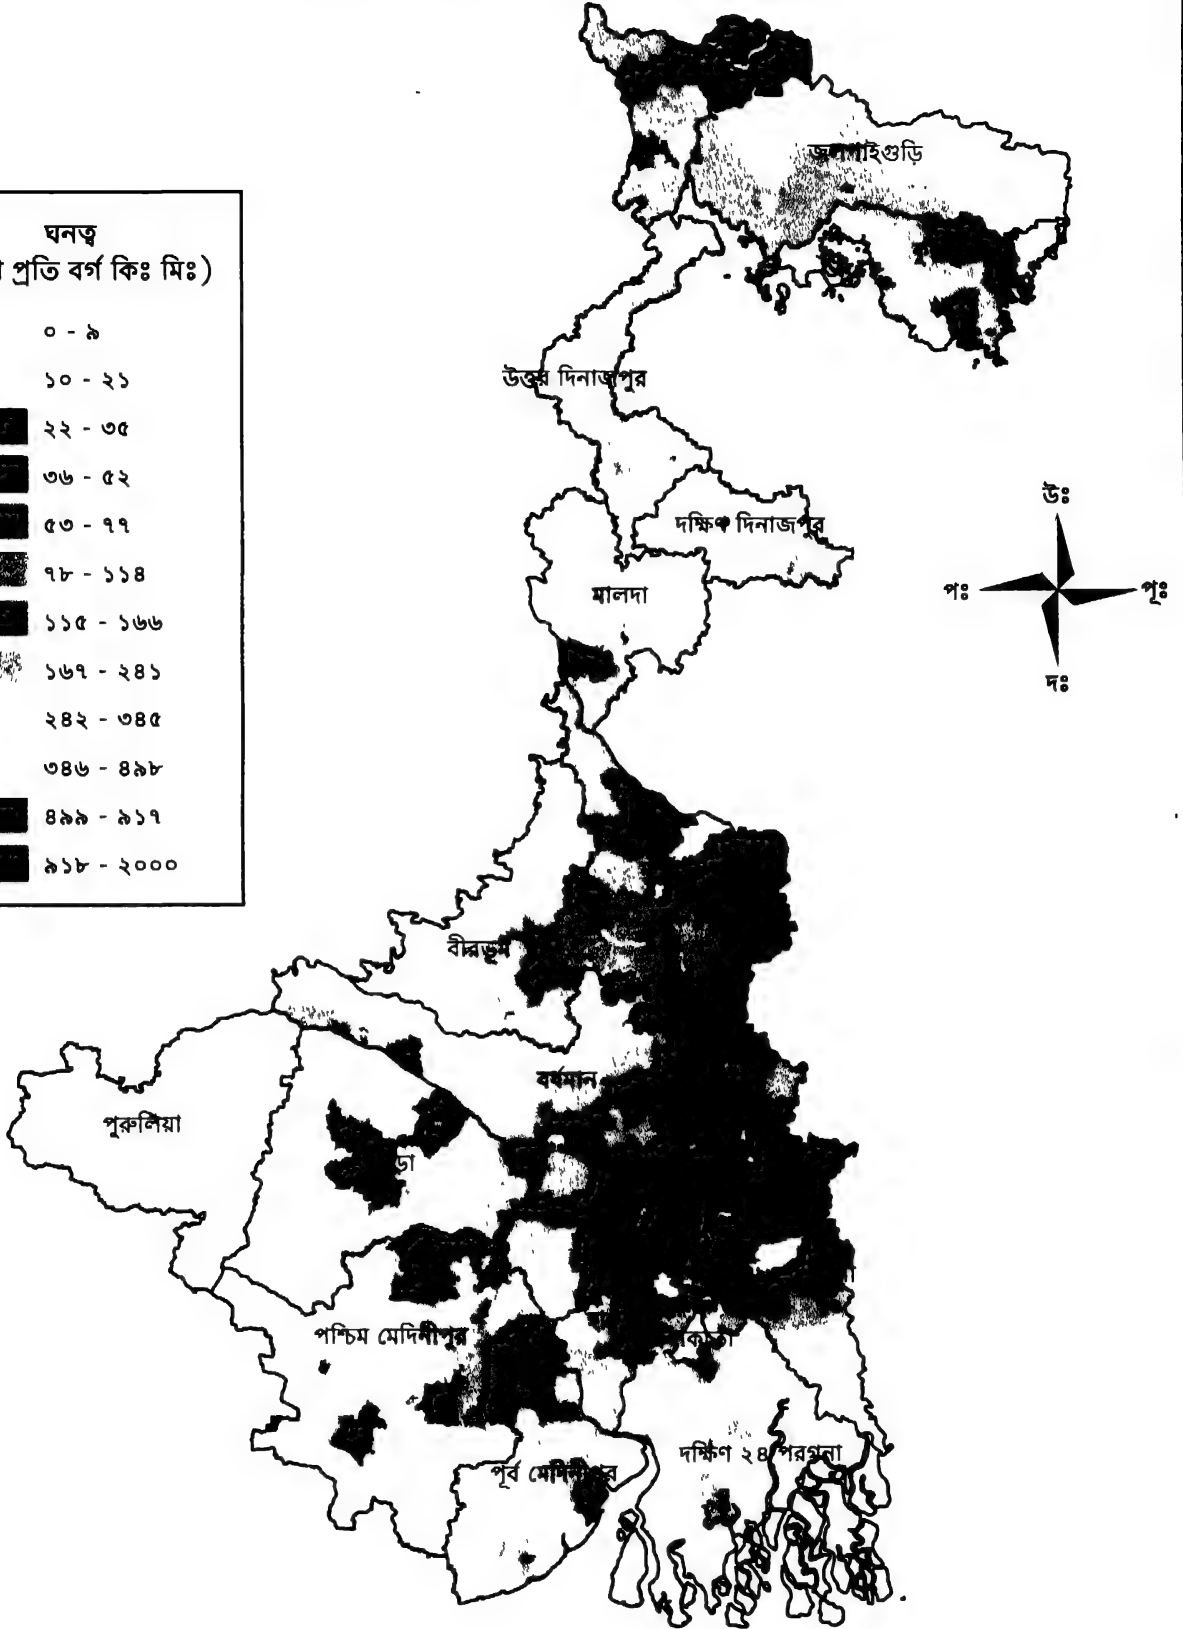 ঘনত্ব
প্রতি বর্গ কিঃ মিঃ)
০ - ৯
১০ - ২১
২২ - ৩৫
৩৬ - ৫২
৫৩ - ৭৭
৭৮ - ১১৪
১১৫ - ১৬৬
১৬৭ - ২৪১
২৪২ - ৩৪৫
৩৪৬ - ৪৯৮
৪৯৯ - ৯১৭
৯১৮ - ২০০০
জলপাইগুড়ি
উত্তর দিনাজপুর
দক্ষিণ দিনাজপুর
মালদা
উঃ
পঃ
পূঃ
দঃ
বীরভূম
বর্ধমান
পুরুলিয়া
পশ্চিম মেদিনীপুর
দক্ষিণ ২৪ পরগনা
পূর্ব মেদিনীপুর